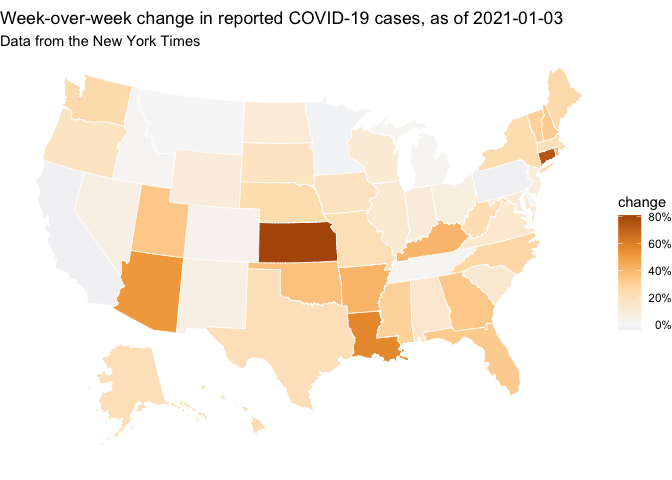 Week-over-week change in reported COVID-19 cases, as of 2021-01-03
Data from the New York Times
change
80%
60%
40%
20%
0%